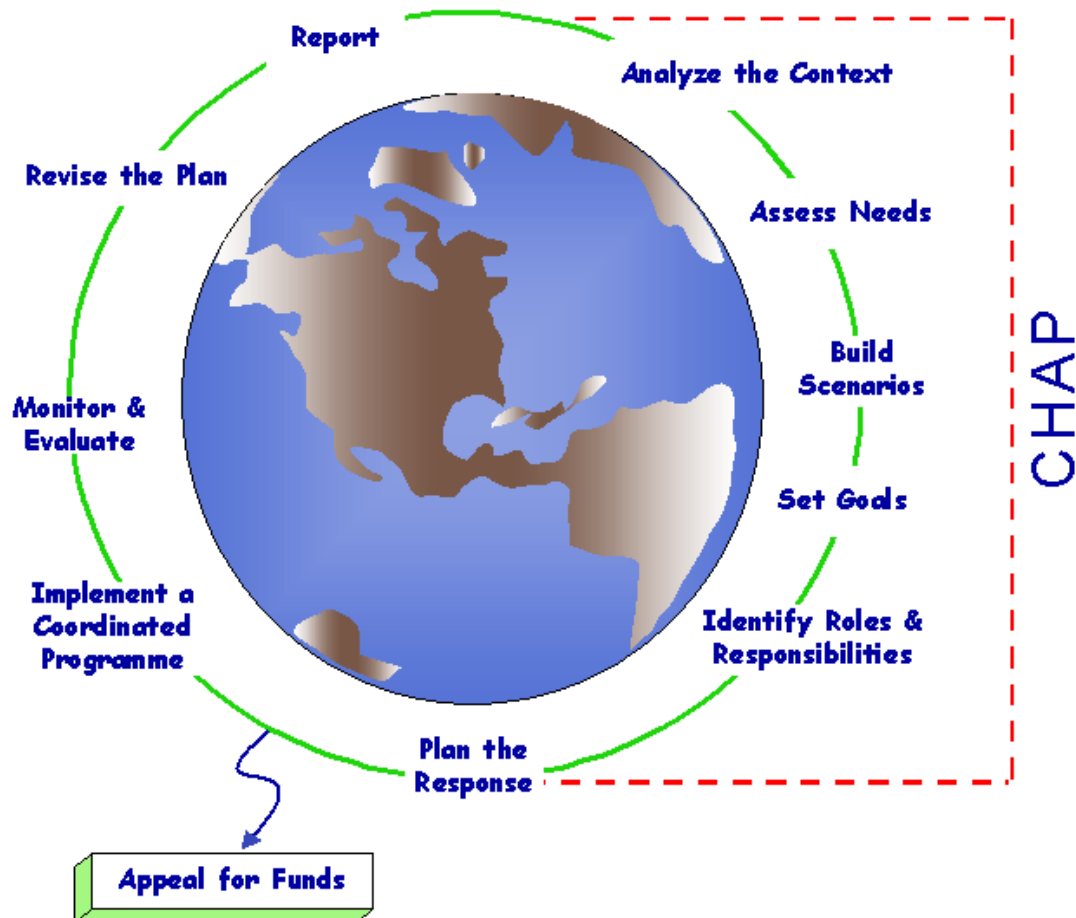 Report
Analyze the Context
Assess Needs
Build
Scenarios
Set Goals
Identify Roles &
Responsibilities
Plan the
Response
Implement a
Coordinated
Programme
Monitor &
Evaluate
Revise the Plan
CHAP
Appeal for Funds